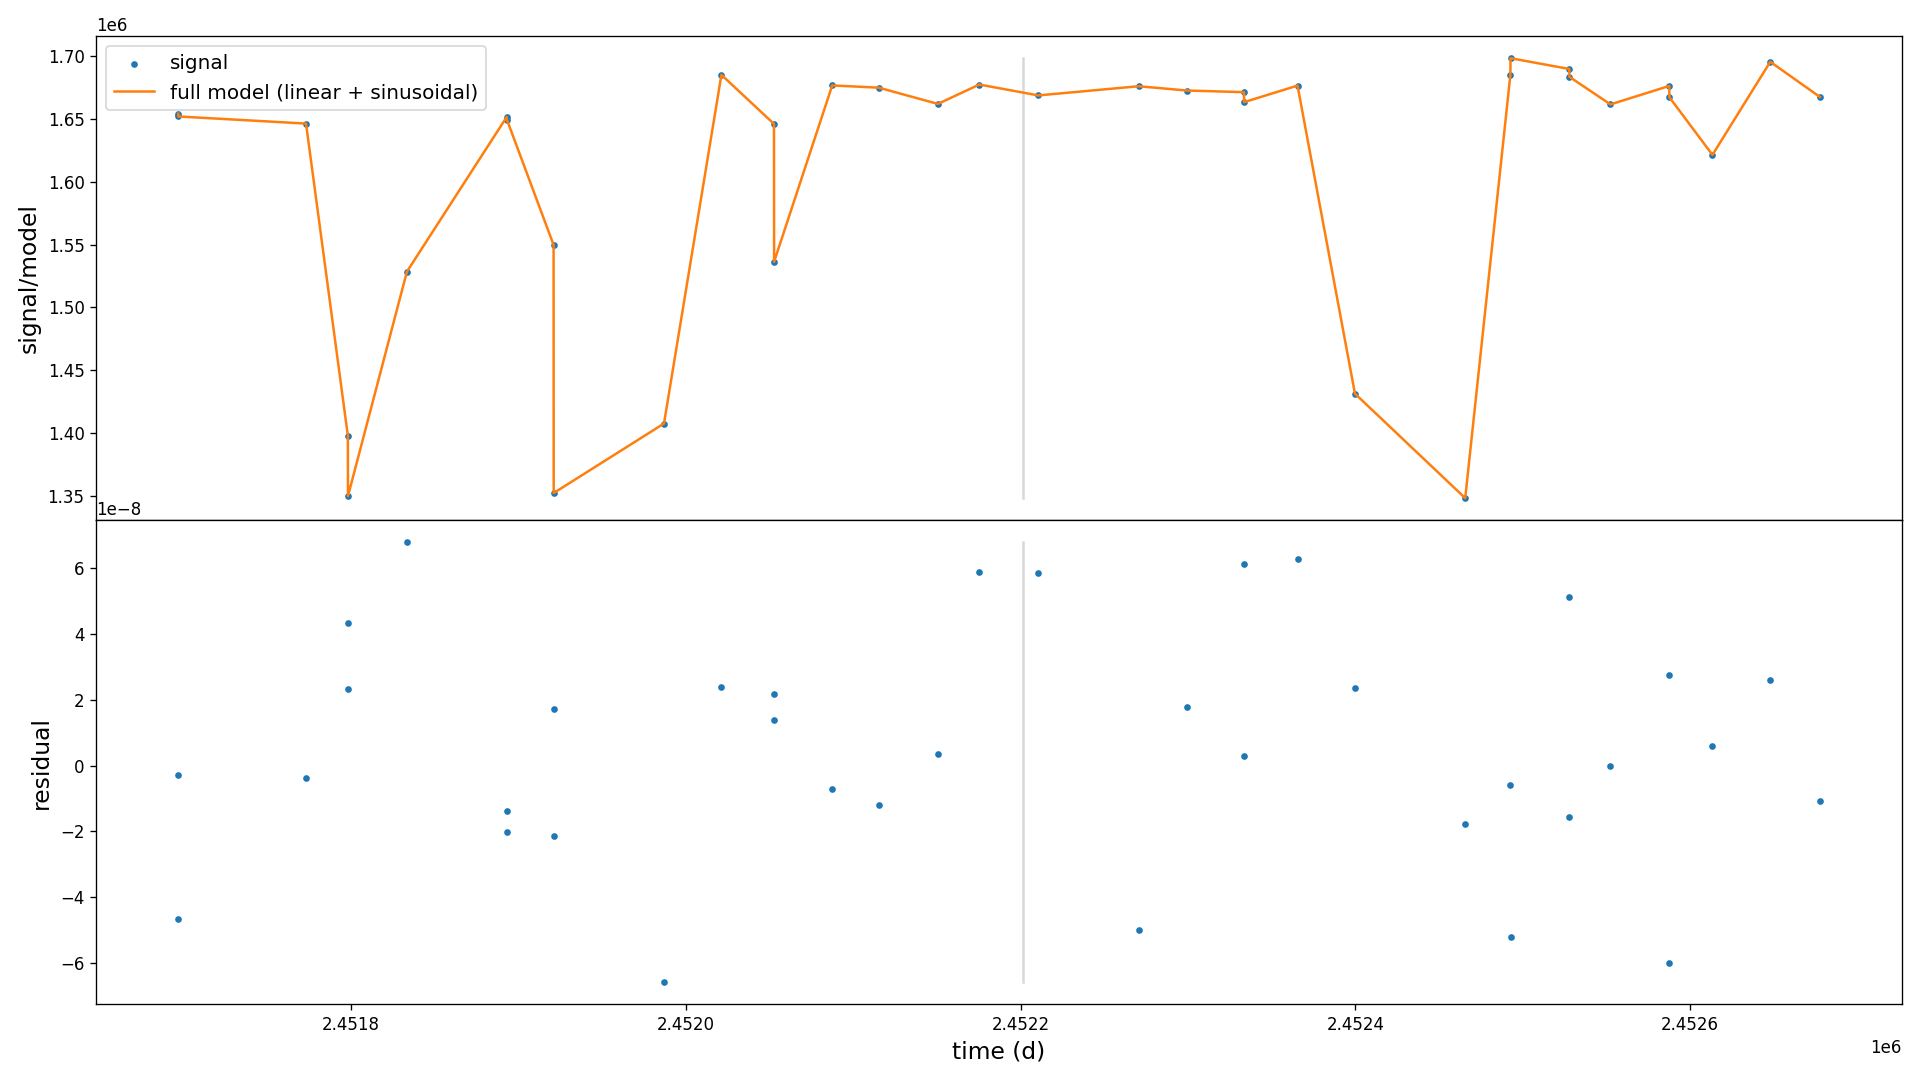 1e6
signal
full model (linear + sinusoidal)
1.70
1.65
1.60
1.55
1.50
1.45
1.40
1.35
signal/model
1e−8
6
4
2
0
−2
−4
−6
residual
2.4518
2.4520
2.4522
2.4524
2.4526
time (d)
1e6